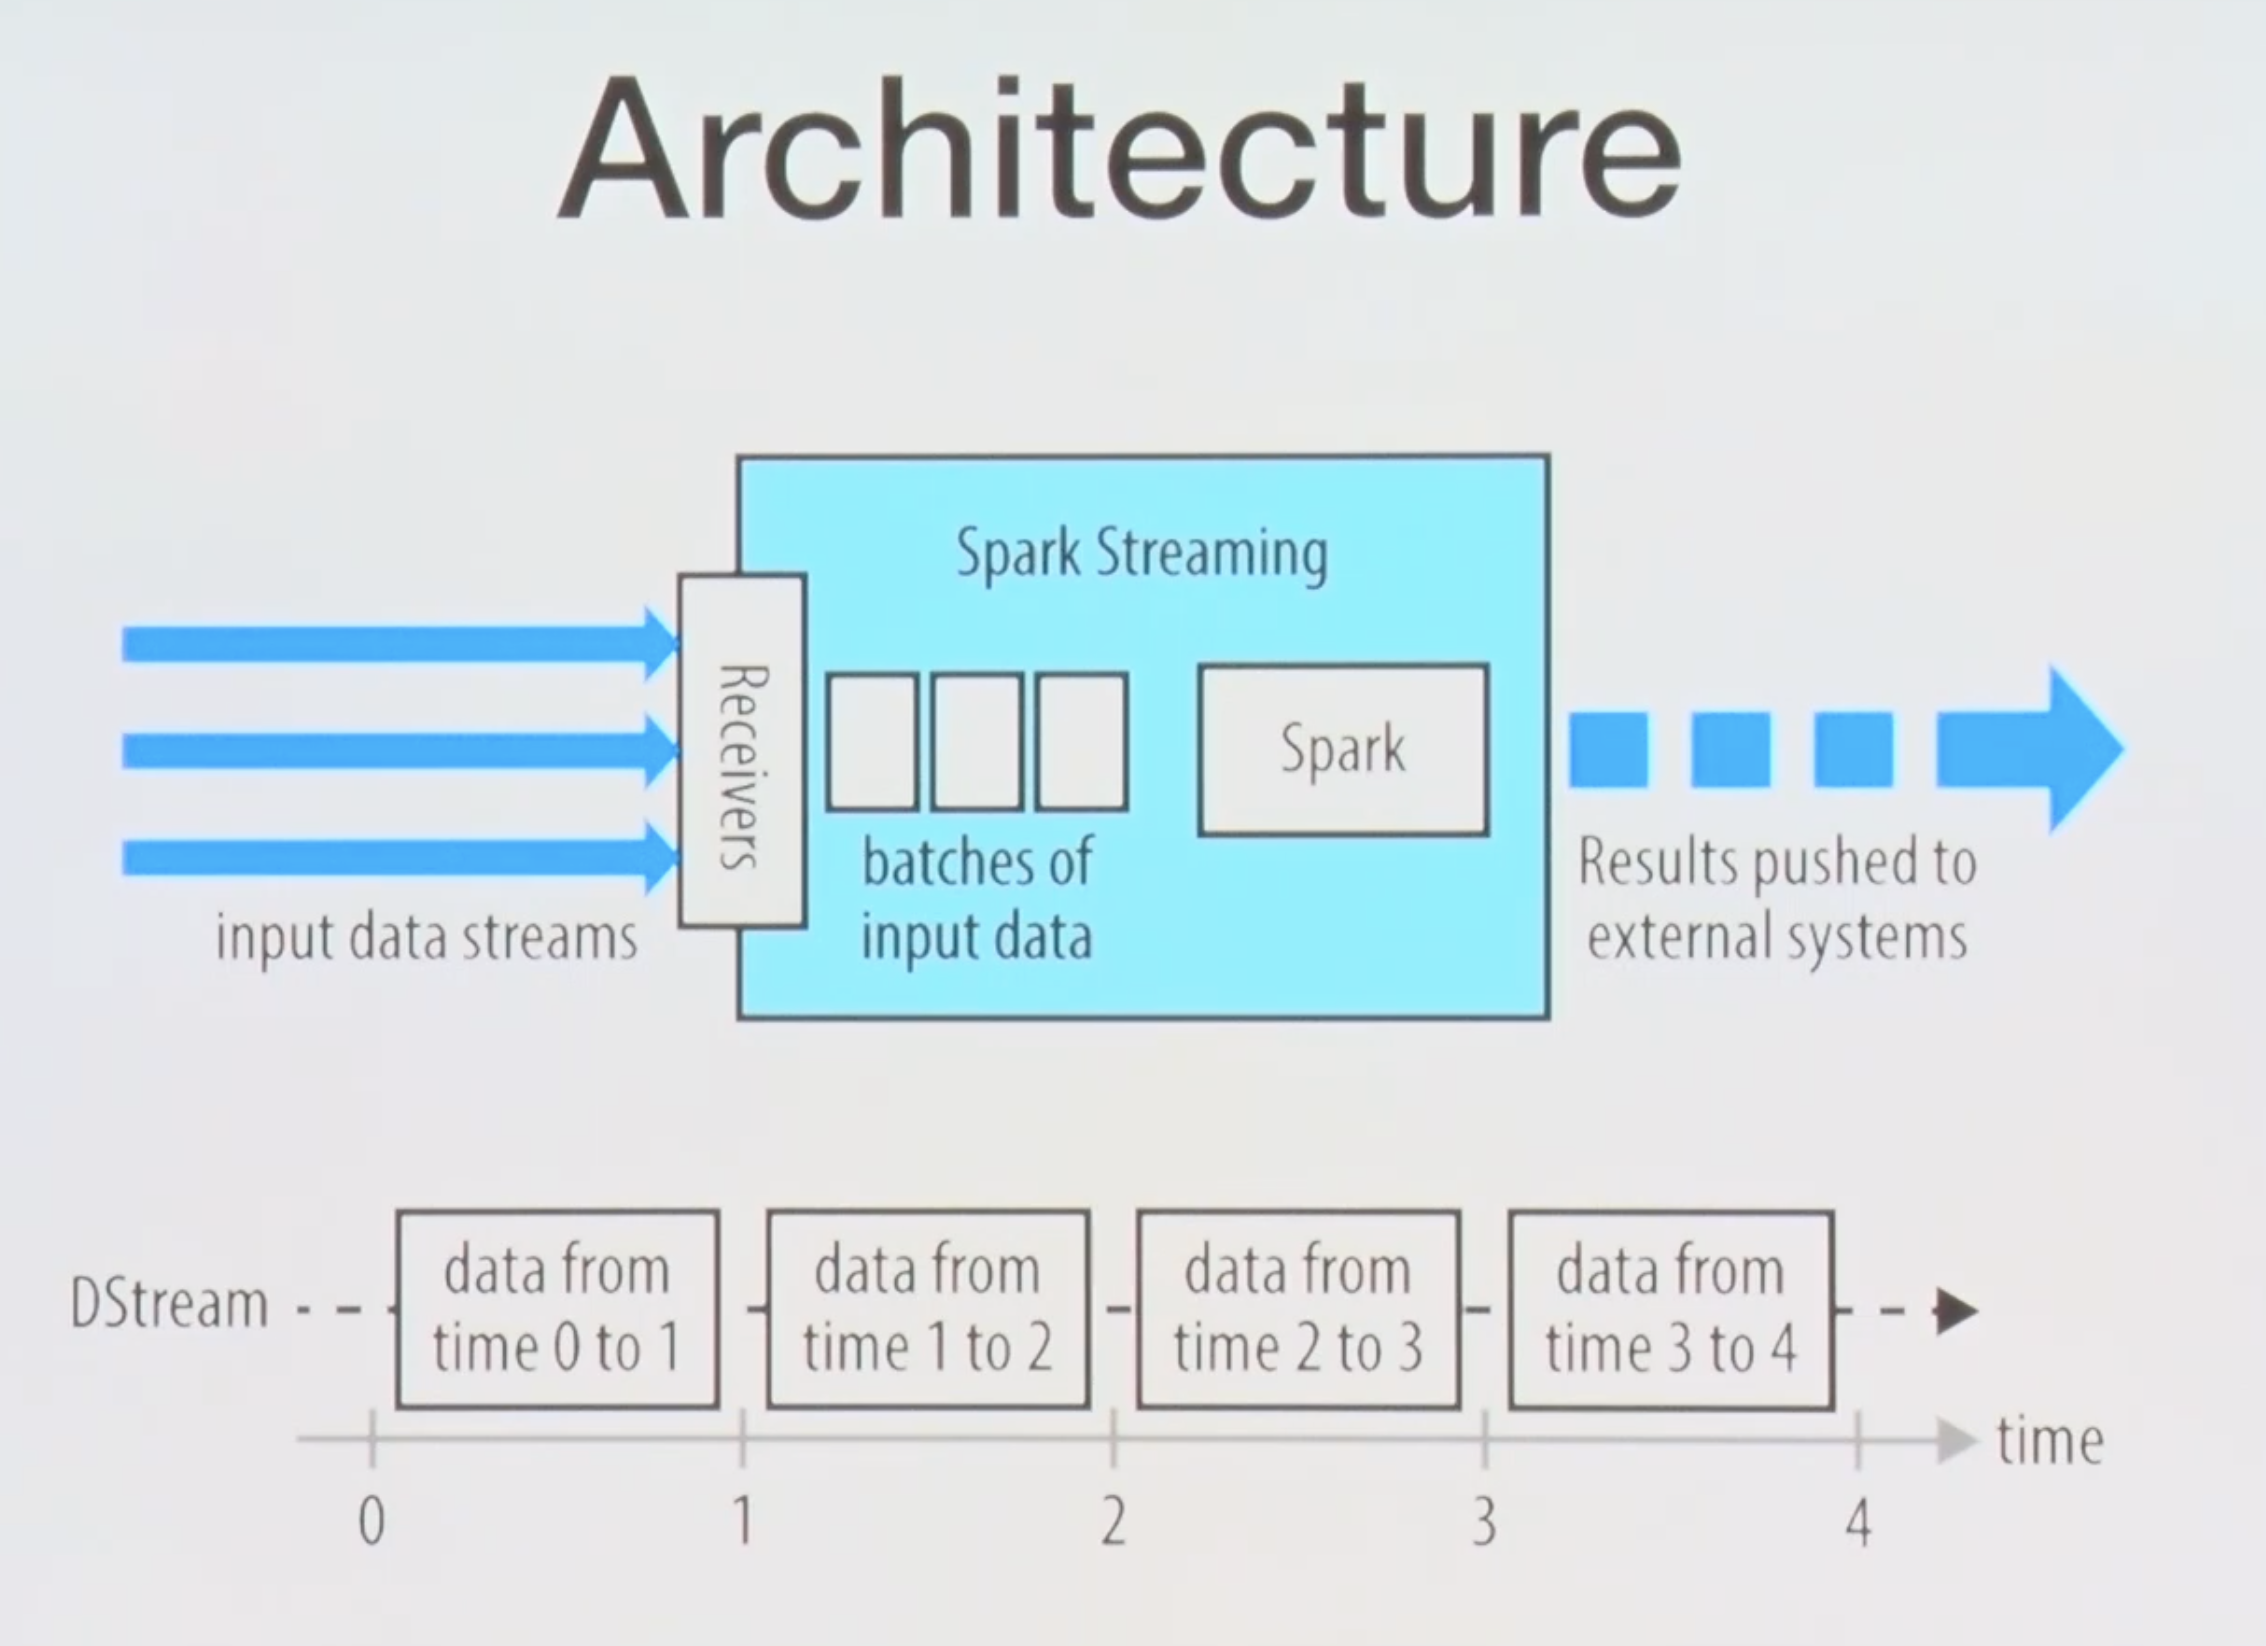 Architecture
Spark Streaming
Receivers
Spark
batches of
input data
input data streams
Results pushed to
external systems
DStream
data from
time 0 to 1
data from
time 1 to 2
data from
time 2 to 3
data from
time 3 to 4
time
0
1
2
3
4